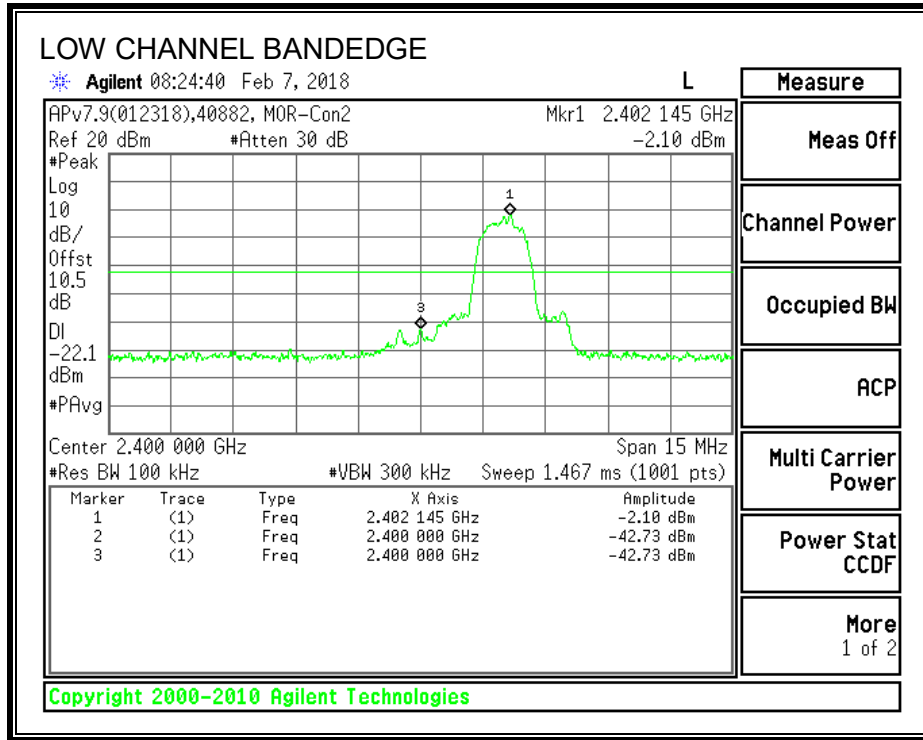 LOW CHANNEL BANDEDGE
Agilent 08:24:40 Feb 7, 2018 L
APv7.9(012318),40882, MOR-Con2 Mkr1 2.402 145 GHz
Ref 20 dBm #Atten 30 dB -2.10 dBm
#Peak
Log
10
dB/
Offst
10.5
dB
DI
-22.1
dBm
#PAvg
1
3
Center 2.400 000 GHz Span 15 MHz
#Res BW 100 kHz #VBW 300 kHz Sweep 1.467 ms (1001 pts)
Marker Trace Type X Axis Amplitude
1 (1) Freq 2.402 145 GHz -2.10 dBm
2 (1) Freq 2.400 000 GHz -42.73 dBm
3 (1) Freq 2.400 000 GHz -42.73 dBm
Measure
Meas Off
Channel Power
Occupied BW
ACP
Multi Carrier
Power
Power Stat
CCDF
More
1 of 2
Copyright 2000-2010 Agilent Technologies